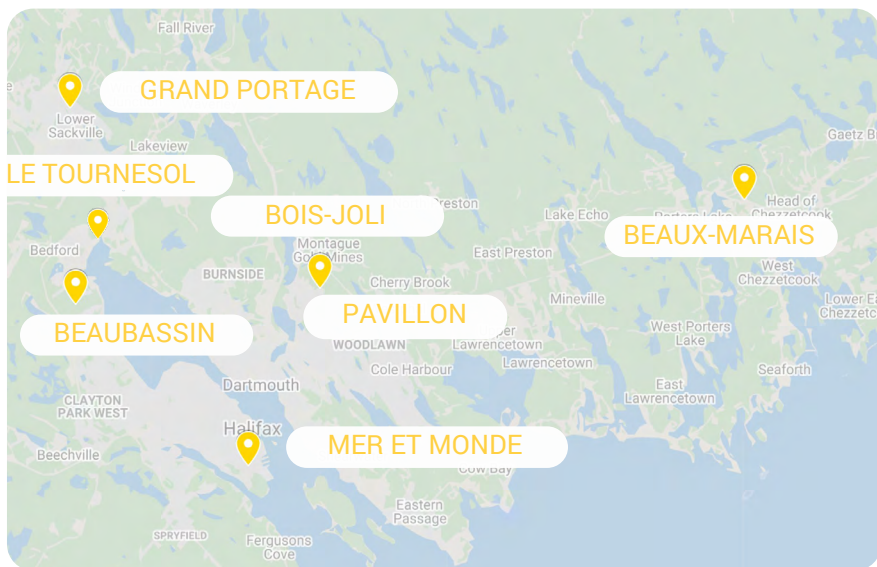 Fall River
GRAND PORTAGE
Lower
Sackville
Gaetz
Lakeview
LE TOURNESOL
BOIS-JOLI
Head of
Chezzetcook
Lake Echo
BEAUX-MARAIS
Bedford
Montague
Gold Mines
East Preston
West
Chezzetcook
BURNSIDE
Cherry Brook
Mineville
Lower
PAVILLON
BEAUBASSIN
West Porters
Lake
WOODLAWN
Lawrencetown
Lawrencetown
Cole Harbour
Seaforth
Dartmouth
East
Lawrencetown
CLAYTON
PARK WEST
Halifax
MER ET MONDE
Beechville
Cow Bay
Eastern
Passage
SPRYFIELD
Fergusons
Cove